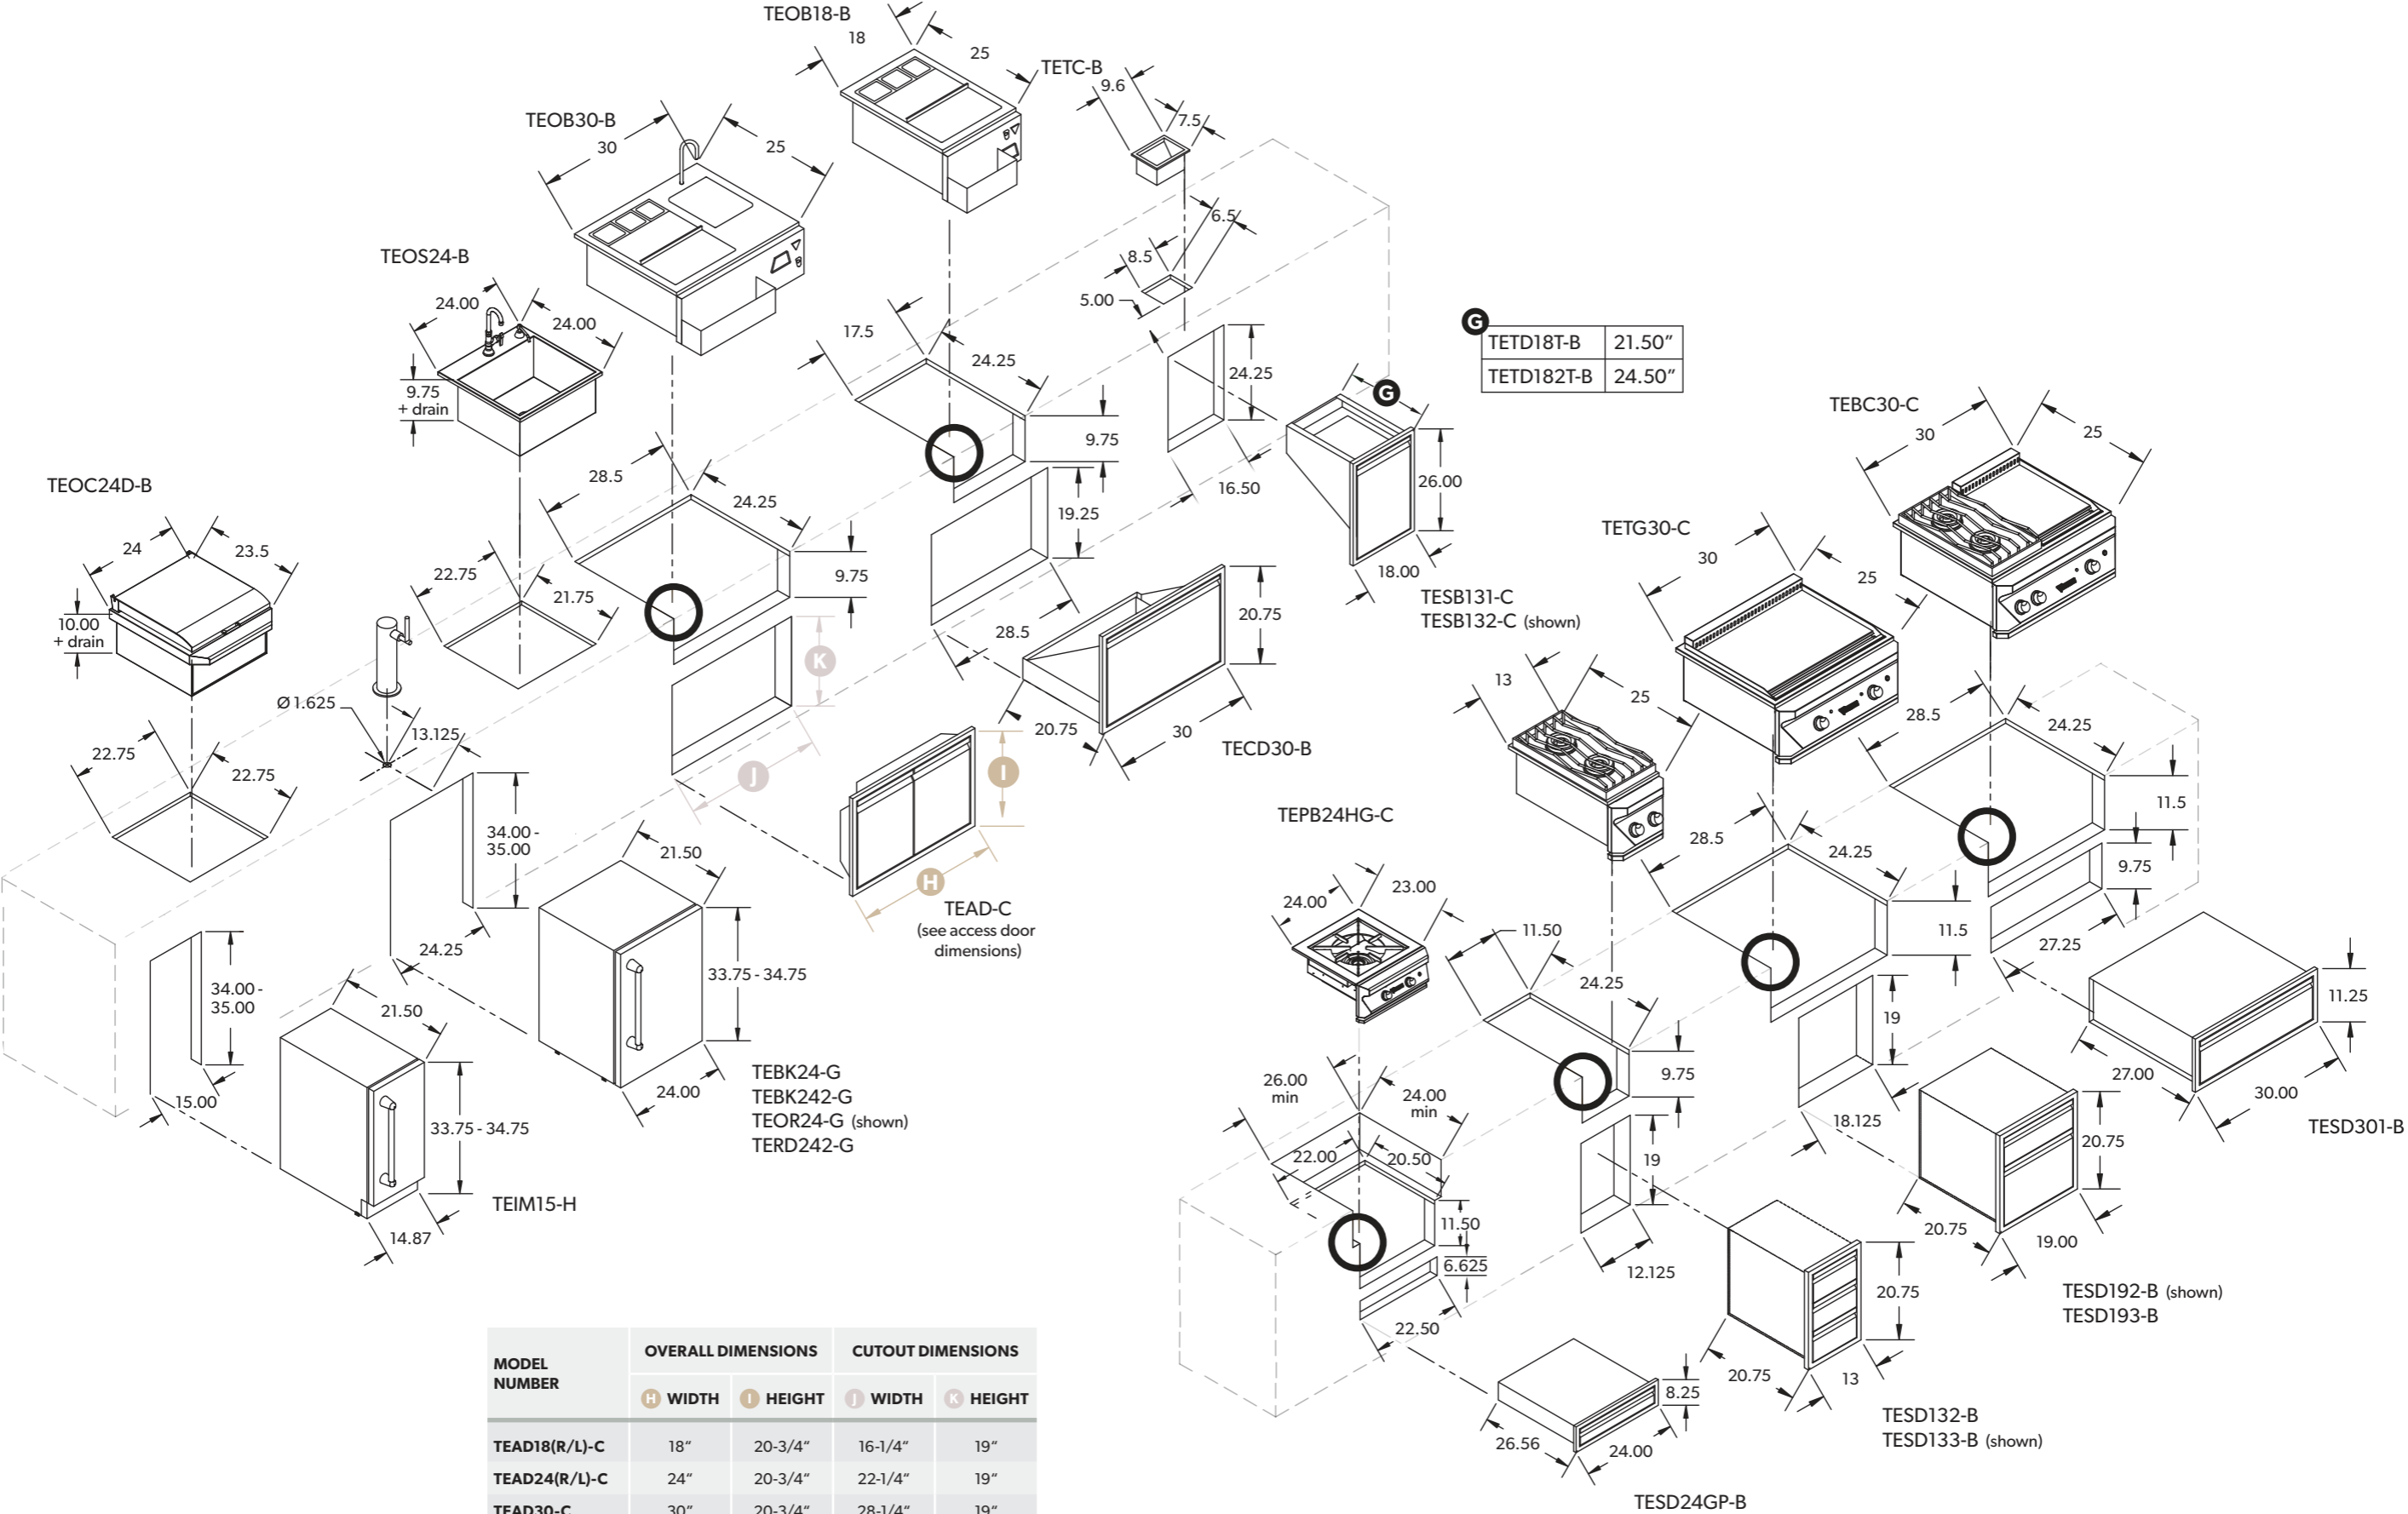 TEOB18-B
18
25
TETC-B
9.6
7.5
TEOB30-B
30
25
6.5
8.5
5.00
TEOS24-B
24.00
24.00
9.75
+ drain
17.5
24.25
9.75
24.25
16.50
G
26.00
18.00
G
TETD18T-B 21.50”
TETD182T-B 24.50”
TEOC24D-B
24
23.5
10.00
+ drain
28.5
24.25
9.75
19.25
28.5
20.75
20.75
30
TECD30-B
22.75
21.75
Ø 1.625
13.125
22.75
22.75
K
J
I
H
TEAD-C
(see access door
dimensions)
34.00 -
35.00
24.25
21.50
33.75 - 34.75
24.00
TEBK24-G
TEBK242-G
TEOR24-G (shown)
TERD242-G
34.00 -
35.00
15.00
21.50
33.75 - 34.75
14.87
TEIM15-H
TEBC30-C
30
25
TETG30-C
30
25
TESB131-C
TESB132-C (shown)
13
25
28.5
24.25
11.5
9.75
27.25
11.25
27.00
30.00
TESD301-B
28.5
24.25
11.5
19
18.125
20.75
20.75
19.00
TESD192-B (shown)
TESD193-B
TEPB24HG-C
24.00
23.00
11.50
24.25
9.75
19
12.125
20.75
20.75
13
TESD132-B
TESD133-B (shown)
26.00
min
24.00
min
22.00
20.50
11.50
6.625
22.50
8.25
26.56
24.00
TESD24GP-B
MODEL NUMBER OVERALL DIMENSIONS CUTOUT DIMENSIONS
H WIDTH I HEIGHT J WIDTH K HEIGHT
TEAD18(R/L)-C 18“ 20-3/4“ 16-1/4“ 19“
TEAD24(R/L)-C 24“ 20-3/4“ 22-1/4“ 19“
TEAD30-C 30“ 20-3/4“ 28-1/4“ 19“